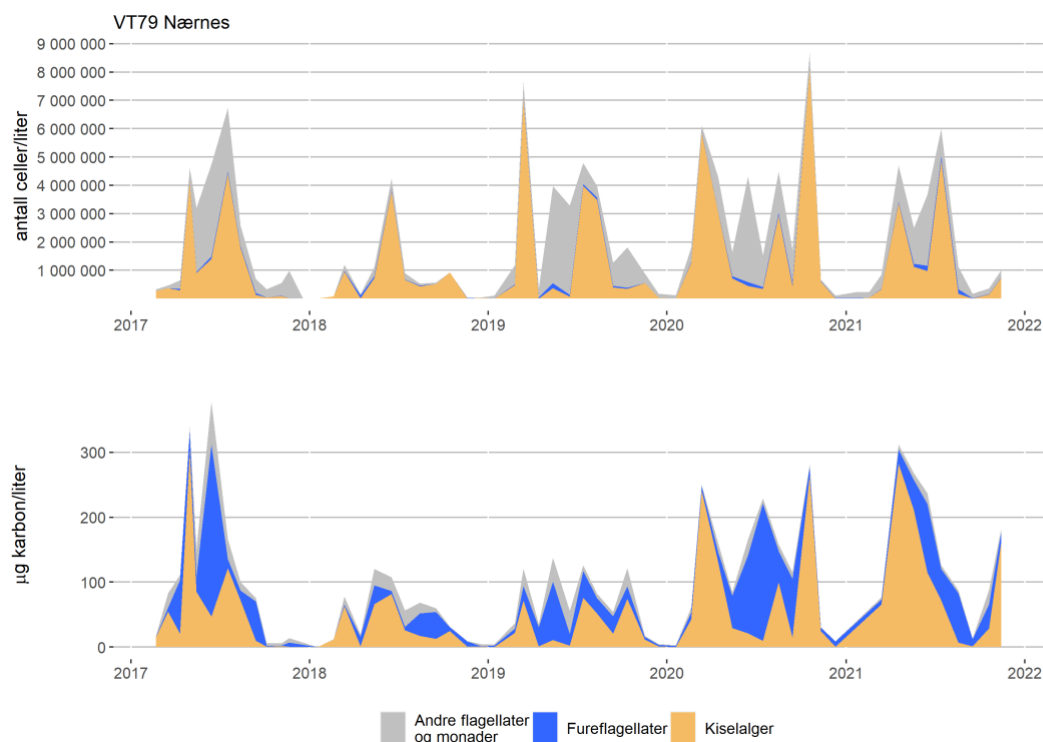 VT79 Nærnes
antall celler/liter
9 000 000
8 000 000
7 000 000
6 000 000
5 000 000
4 000 000
3 000 000
2 000 000
1 000 000
2017 2018 2019 2020 2021 2022
µg karbon/liter
300
200
100
0
2017 2018 2019 2020 2021 2022
Andre flagellater
og monader
Fureflagellater
Kiselalger